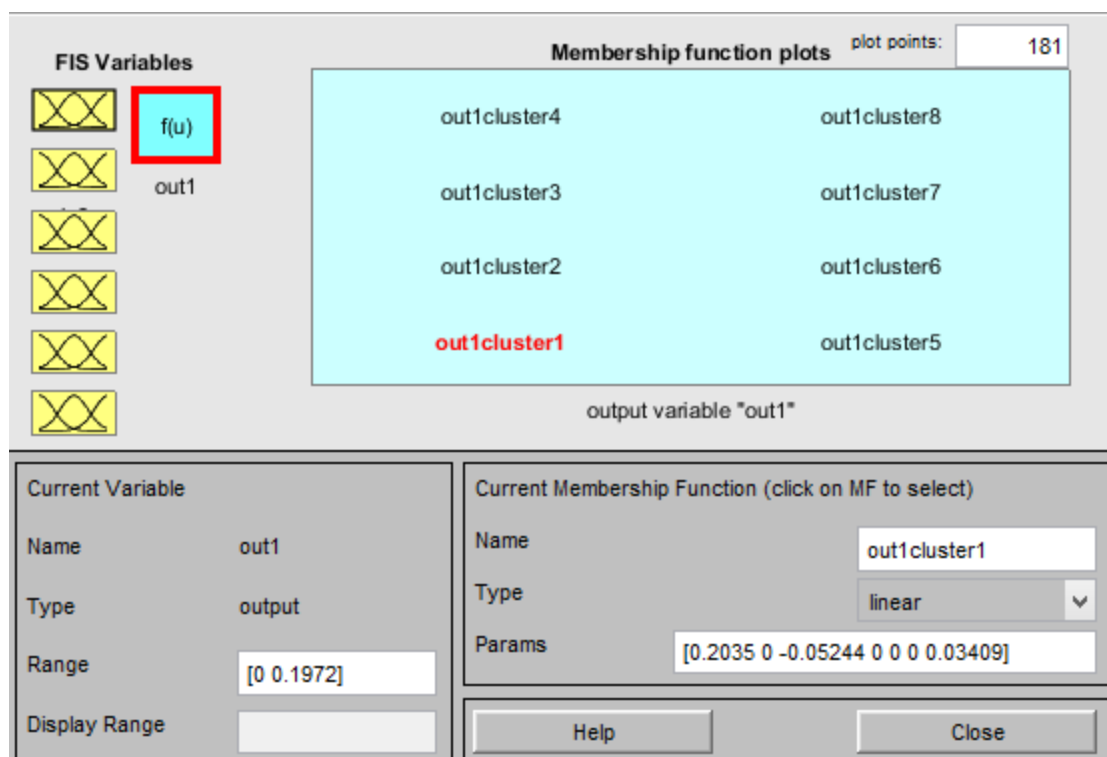 FIS Variables
f(u)
out1
Membership function plots
plot points:
181
out1cluster4
out1cluster8
out1cluster3
out1cluster7
out1cluster2
out1cluster6
out1cluster1
out1cluster5
output variable "out1"
Current Variable
Name
out1
Type
output
Range
[0 0.1972]
Display Range
Current Membership Function (click on MF to select)
Name
out1cluster1
Type
linear
Params
[0.2035 0 -0.05244 0 0 0 0.03409]
Help
Close